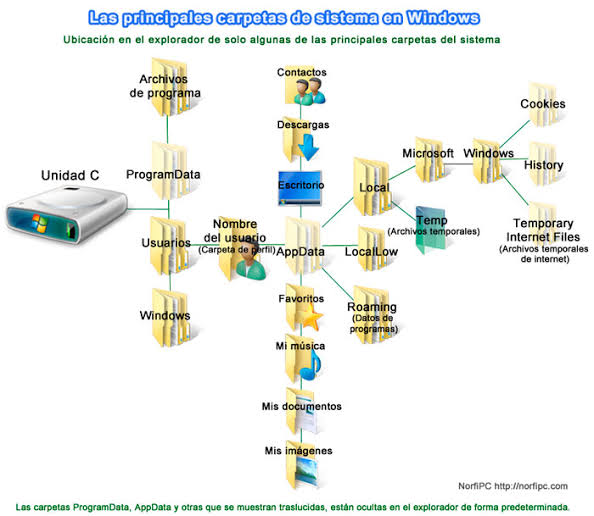 Las principales carpetas de sistema en Windows
Ubicación en el explorador de solo algunas de las principales carpetas del sistema
Archivos
de programa
Contactos
Descargas
Cookies
Unidad C
ProgramData
Escritorio
Microsoft
Windows
History
Local
Usuarios
Nombre
del usuario
(Carpeta de perfil)
AppData
Temp
(Archivos temporales)
LocalLow
Temporary
Internet Files
(Archivos temporales
de internet)
Windows
Favoritos
Roaming
(Datos de
programas)
Mi música
Mis documentos
Mis imágenes
NorfiPC http://norfipc.com
Las carpetas ProgramData, AppData y otras que se muestran traslucidas, están ocultas en el explorador de forma predeterminada.